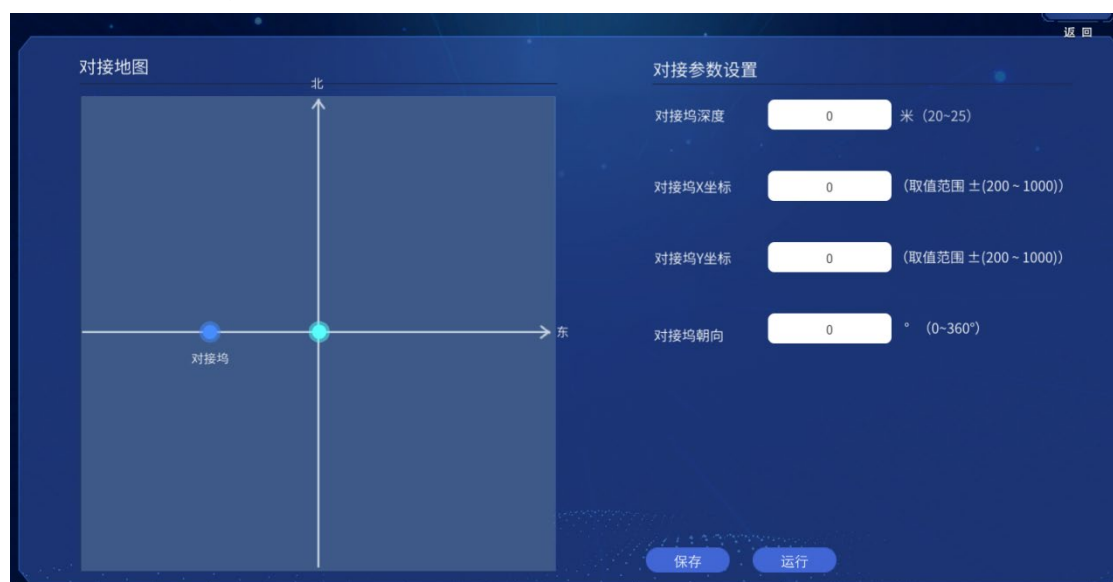 返 回
对接地图
北
东
对接坞
对接参数设置
对接坞深度 0 米（20~25）
对接坞X坐标 0 （取值范围 ±(200 ~ 1000)）
对接坞Y坐标 0 （取值范围 ±(200 ~ 1000)）
对接坞朝向 0 ° （0~360°）
保存 运行